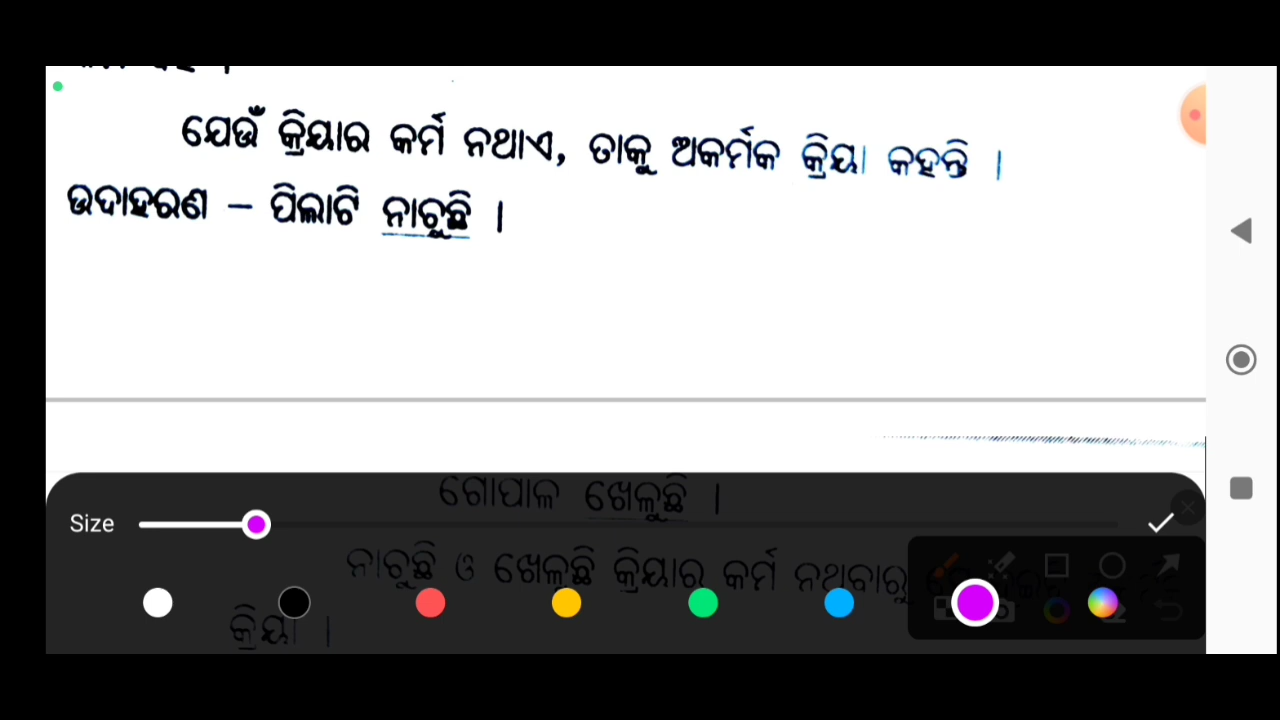 ଯେଉଁ କ୍ରିୟାର କର୍ମ ନଥାଏ, ତାକୁ ଅକର୍ମକ କ୍ରିୟା କହନ୍ତି ।
ଉଦାହରଣ – ପିଲାଟି ନାଚୁଛି ।
ଗୋପାଳ ଖେଳୁଛି ।
Size
ନାଚୁଛି ଓ ଖେଳୁଛି କ୍ରିୟାର କର୍ମ ନଥିବାରୁ
କ୍ରିୟା ।